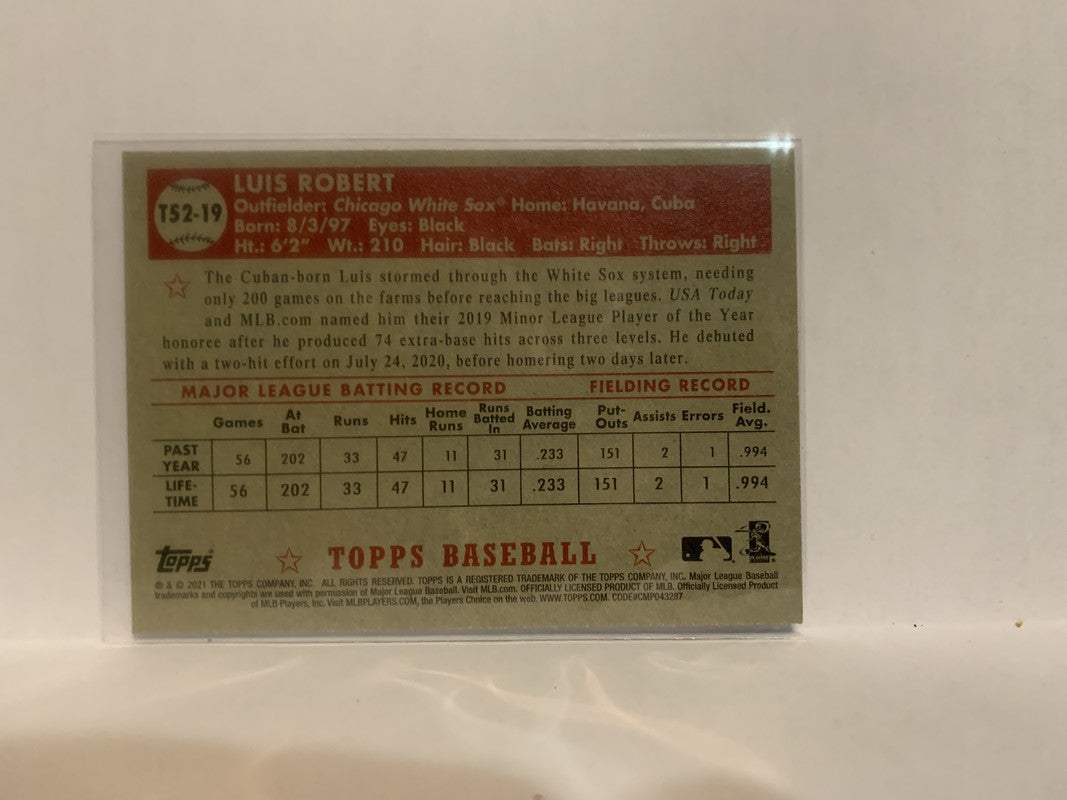 T52-19
LUIS ROBERT
Outfielder: Chicago White Sox® Home: Havana, Cuba
Born: 8/3/97 Eyes: Black
Ht.: 6'2" Wt.: 210 Hair: Black Bats: Right Throws: Right
The Cuban-born Luis stormed through the White Sox system, needing
only 200 games on the farms before reaching the big leagues. USA Today
and MLB.com named him their 2019 Minor League Player of the Year
honoree after he produced 74 extra-base hits across three levels. He debuted
with a two-hit effort on July 24, 2020, before homering two days later.
MAJOR LEAGUE BATTING RECORD FIELDING RECORD
Games At Bat Runs Hits Home Runs Runs Batted In Batting Average Put-Outs Assists Errors Field. Avg.
PAST YEAR 56 202 33 47 11 31 .233 151 2 1 .994
LIFE-TIME 56 202 33 47 11 31 .233 151 2 1 .994
topps TOPPS BASEBALL
® & © 2021 THE TOPPS COMPANY, INC. ALL RIGHTS RESERVED. TOPPS IS A REGISTERED TRADEMARK OF THE TOPPS COMPANY, INC. Major League Baseball
trademarks and copyrights are used with permission of Major League Baseball. Visit MLB.com. OFFICIALLY LICENSED PRODUCT OF MLB. Officially Licensed Product
of MLB Players, Inc. Visit MLBPLAYERS.COM, the Players Choice on the web. WWW.TOPPS.COM. CODE#CMP043287